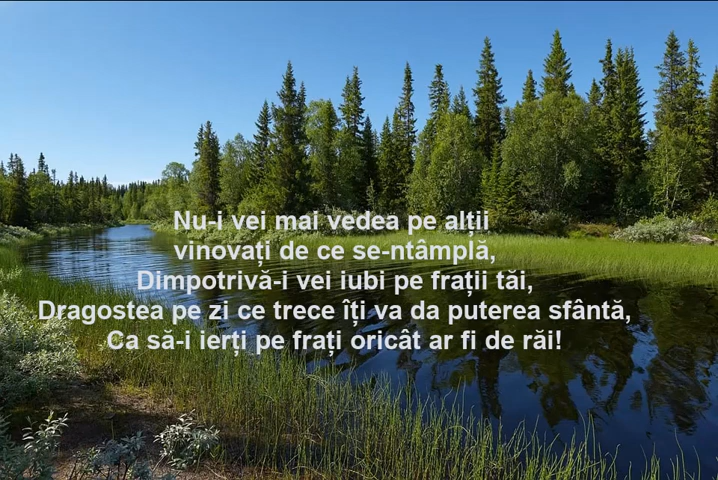 Nu-i vei mai vedea pe alții
vinovați de ce se-ntâmplă,
Dimpotrivă-i vei iubi pe frații tăi,
Dragostea pe zi ce trece îți va da puterea sfântă,
Ca să-i ierți pe frați oricât ar fi de răi!